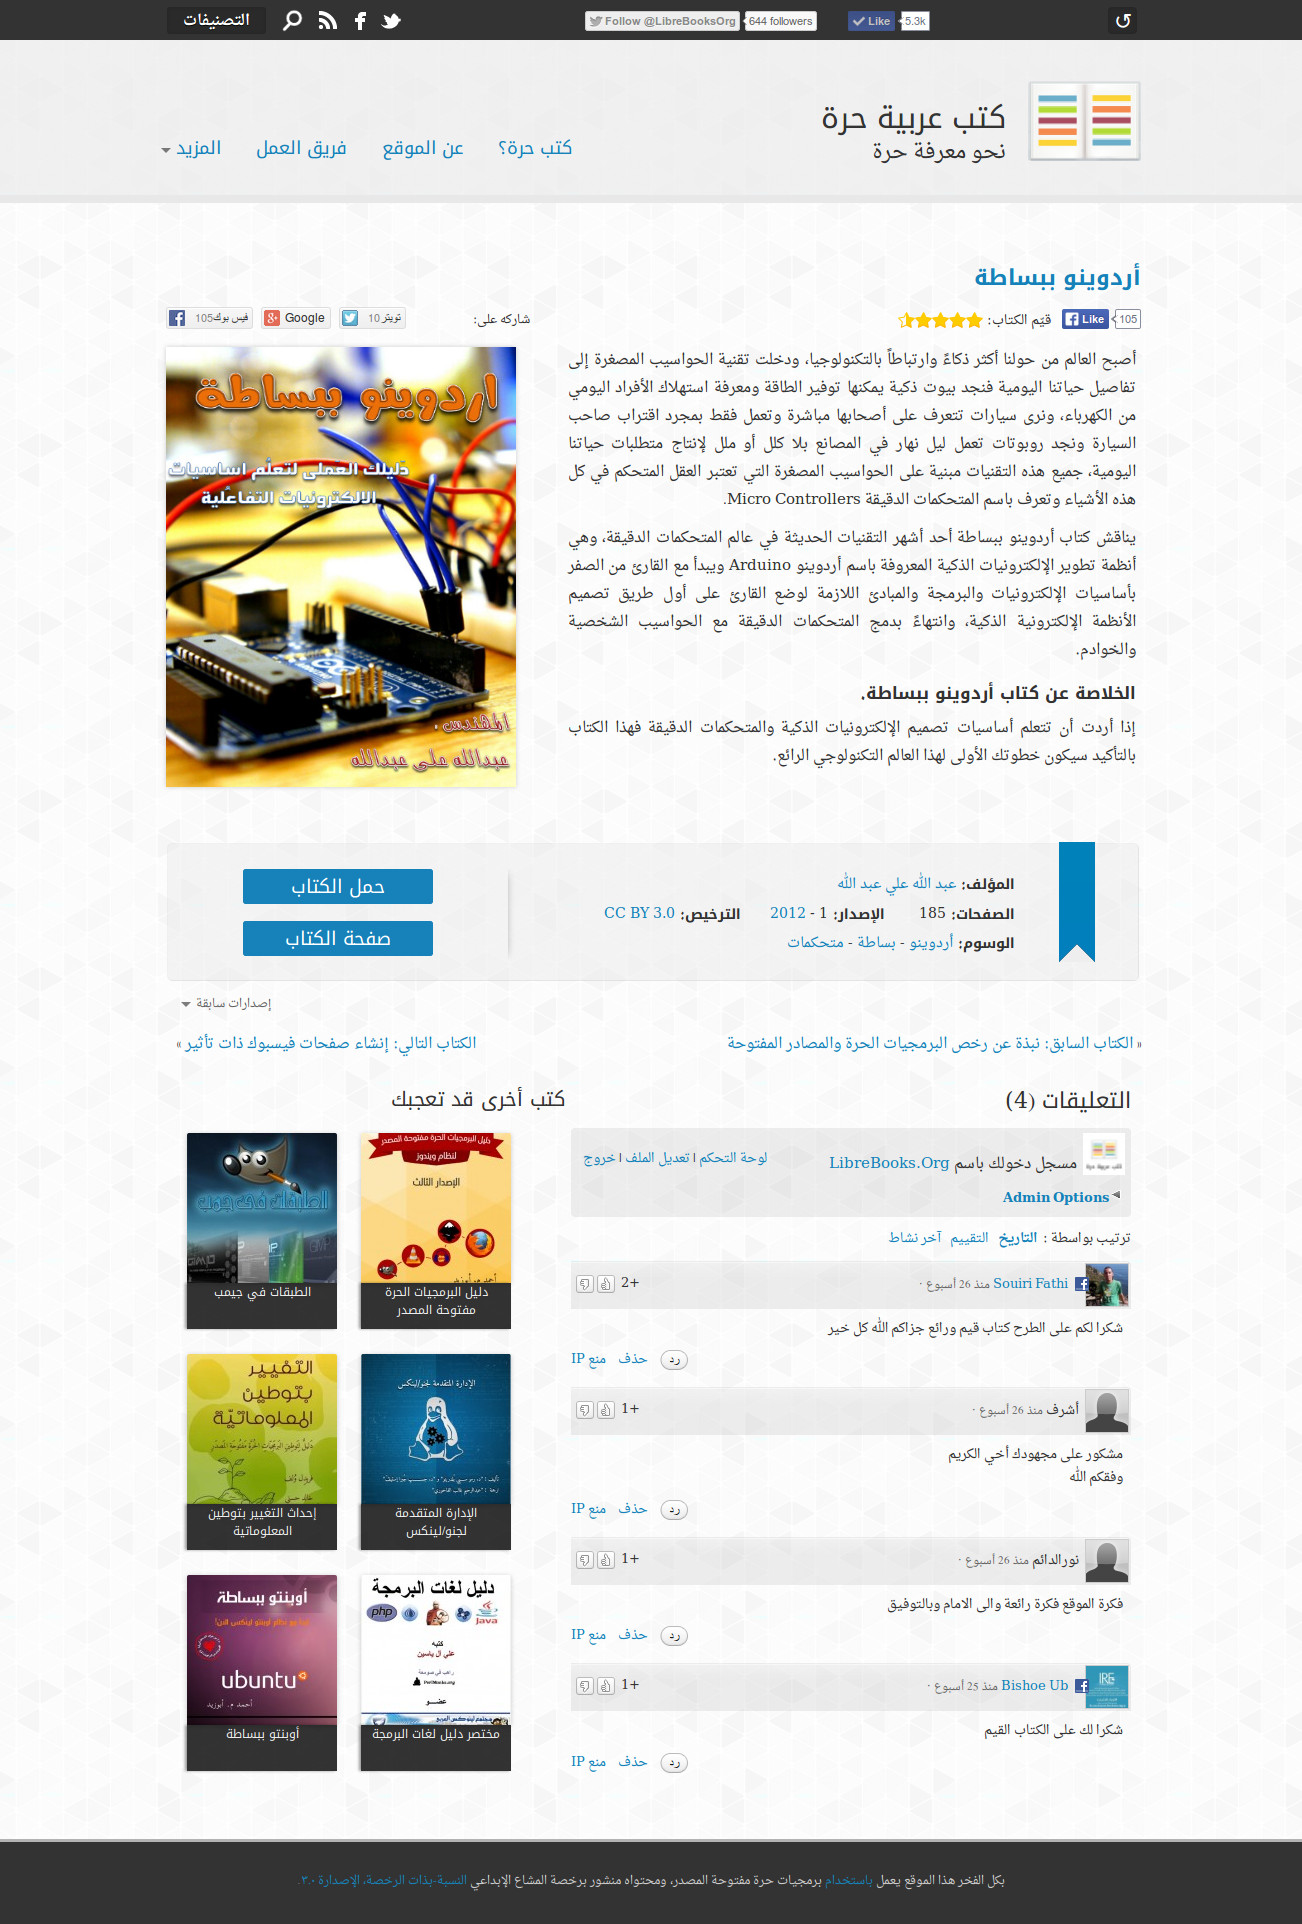 التصنيفات
Follow @LibreBooksOrg
644 followers
Like
5.3k
كتب عربية حرة
نحو معرفة حرة
كتب حرة؟
عن الموقع
فريق العمل
المزيد
أردوينو ببساطة
105
Like
قيّم الكتاب:
شاركه على:
تويتر 10
Google
فيس بوك 105
أصبح العالم من حولنا أكثر ذكاءً وارتباطاً بالتكنولوجيا، ودخلت تقنية الحواسيب المصغرة إلى
تفاصيل حياتنا اليومية فنجد بيوت ذكية يمكنها توفير الطاقة ومعرفة استهلاك الأفراد اليومي
من الكهرباء، ونرى سيارات تتعرف على أصحابها مباشرة وتعمل فقط بمجرد اقتراب صاحب
السيارة ونجد روبوتات تعمل ليل نهار في المصانع بلا كلل أو ملل لإنتاج متطلبات حياتنا
اليومية، جميع هذه التقنيات مبنية على الحواسيب المصغرة التي تعتبر العقل المتحكم في كل
هذه الأشياء وتعرف باسم المتحكمات الدقيقة Micro Controllers.
يناقش كتاب أردوينو ببساطة أحد أشهر التقنيات الحديثة في عالم المتحكمات الدقيقة، وهي
أنظمة تطوير الإلكترونيات الذكية المعروفة باسم أردوينو Arduino ويبدأ مع القارئ من الصفر
بأساسيات الإلكترونيات والبرمجة والمبادئ اللازمة لوضع القارئ على أول طريق تصميم
الأنظمة الإلكترونية الذكية، وانتهاءً بدمج المتحكمات الدقيقة مع الحواسيب الشخصية
والخوادم.
الخلاصة عن كتاب أردوينو ببساطة.
إذا أردت أن تتعلم أساسيات تصميم الإلكترونيات الذكية والمتحكمات الدقيقة فهذا الكتاب
بالتأكيد سيكون خطوتك الأولى لهذا العالم التكنولوجي الرائع.
اردوينو ببساطة
دليلك العملى لتعلّم اساسيات
الالكترونيات التفاعلية
المهندس .
عبدالله على عبدالله
المؤلف: عبد الله علي عبد الله
الصفحات: 185
الإصدار: 1 - 2012
الترخيص: CC BY 3.0
الوسوم: أردوينو - بساطة - متحكمات
حمل الكتاب
صفحة الكتاب
إصدارات سابقة
« الكتاب السابق: نبذة عن رخص البرمجيات الحرة والمصادر المفتوحة
الكتاب التالي: إنشاء صفحات فيسبوك ذات تأثير »
التعليقات (4)
مسجل دخولك باسم LibreBooks.Org
لوحة التحكم | تعديل الملف | خروج
Admin Options
ترتيب بواسطة : التاريخ التقييم آخر نشاط
Souiri Fathi منذ 26 أسبوع ·
+2
شكرا لكم على الطرح كتاب قيم ورائع جزاكم الله كل خير
رد حذف منع IP
أشرف منذ 26 أسبوع ·
+1
مشكور على مجهودك أخي الكريم
وفقكم الله
رد حذف منع IP
نورالدائم منذ 26 أسبوع ·
+1
فكرة الموقع فكرة رائعة والى الامام وبالتوفيق
رد حذف منع IP
Bishoe Ub منذ 25 أسبوع ·
+1
شكرا لك على الكتاب القيم
رد حذف منع IP
كتب أخرى قد تعجبك
دليل البرمجيات الحرة مفتوحة المصدر
لنظام ويندوز
الإصدار الثالث
أحمد م. أبوزيد
دليل البرمجيات الحرة
مفتوحة المصدر
الطبقات في جيمب
الطبقات في جيمب
الإدارة المتقدمة لجنو/لينكس
الإدارة المتقدمة
لجنو/لينكس
التغيير
بتوطين
المعلوماتية
إحداث التغيير بتوطين
المعلوماتية
دليل لغات البرمجة
php
Java
كتبه
علي آل ياسين
عضو
مختصر دليل لغات البرمجة
أوبنتو ببساطة
ubuntu
أحمد م. أبوزيد
أوبنتو ببساطة
بكل الفخر هذا الموقع يعمل باستخدام برمجيات حرة مفتوحة المصدر، ومحتواه منشور برخصة المشاع الإبداعي النسبة-بذات الرخصة، الإصدارة ٣.٠.